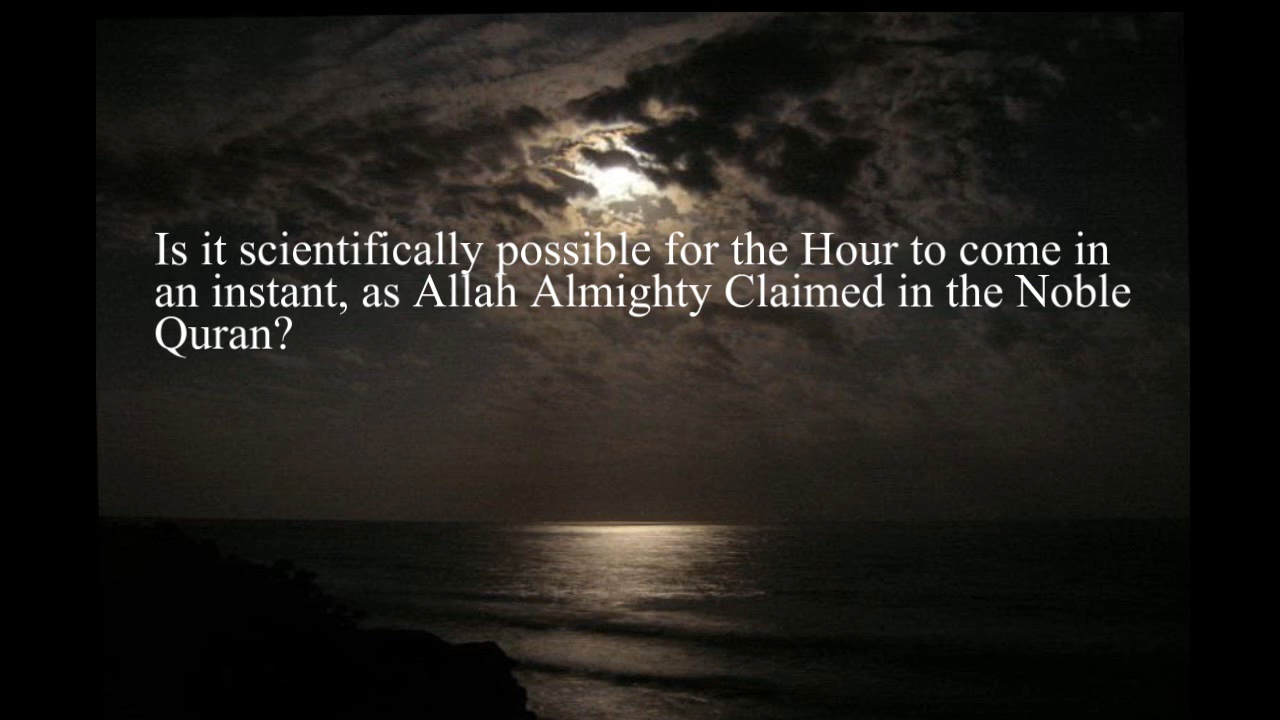 Is it scientifically possible for the Hour to come in
an instant, as Allah Almighty Claimed in the Noble
Quran?